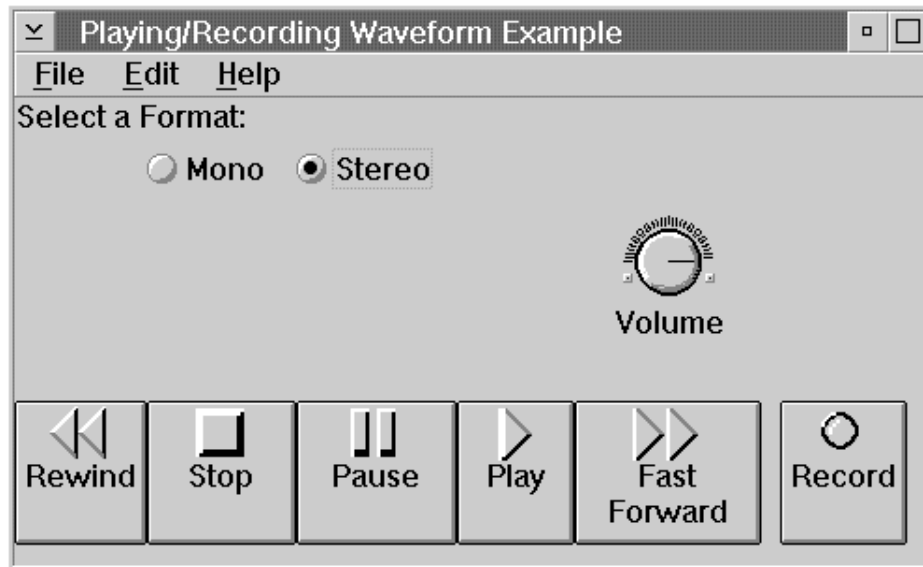 Playing/Recording Waveform Example
File Edit Help
Select a Format:
Mono Stereo
Volume
Rewind Stop Pause Play Fast Forward Record